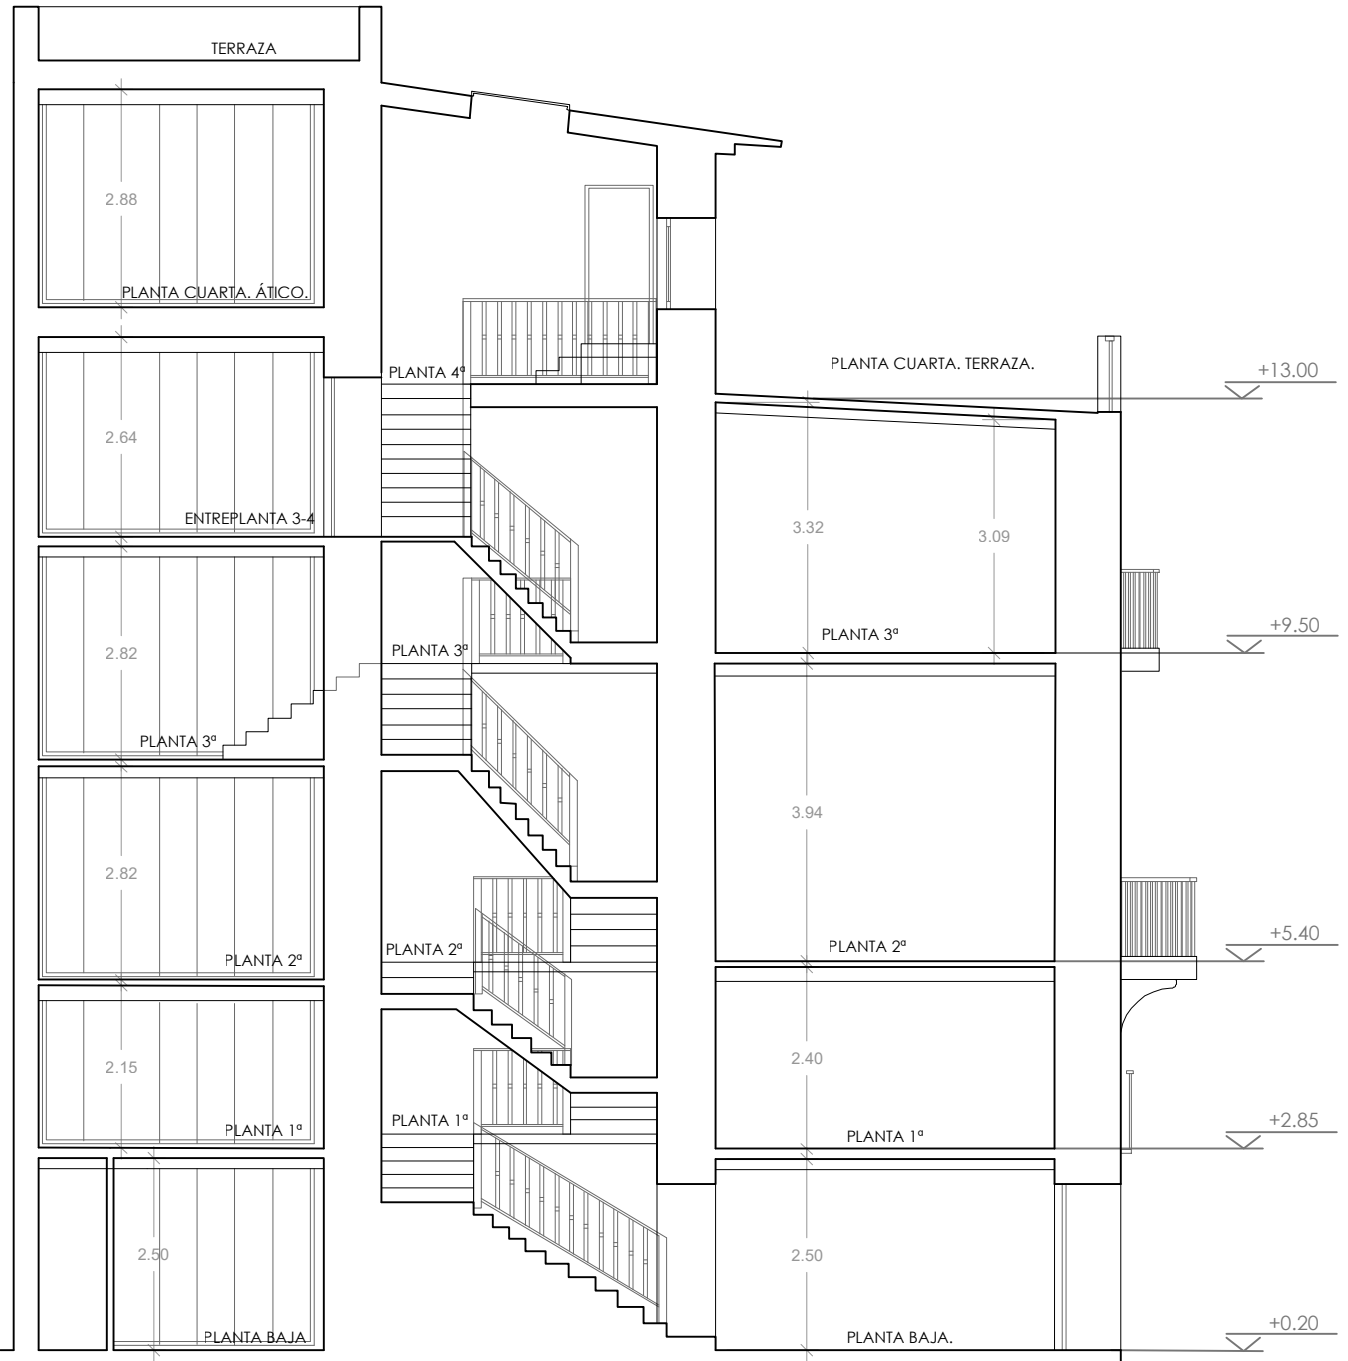 TERRAZA
2.88
PLANTA CUARTA. ÁTICO.
PLANTA 4ª
PLANTA CUARTA. TERRAZA.
+13.00
2.64
ENTREPLANTA 3-4
3.32
3.09
+9.50
PLANTA 3ª
2.82
PLANTA 3ª
PLANTA 3ª
3.94
2.82
PLANTA 2ª
PLANTA 2ª
PLANTA 2ª
+5.40
2.15
2.40
PLANTA 1ª
PLANTA 1ª
PLANTA 1ª
+2.85
2.50
2.50
PLANTA BAJA
PLANTA BAJA.
+0.20